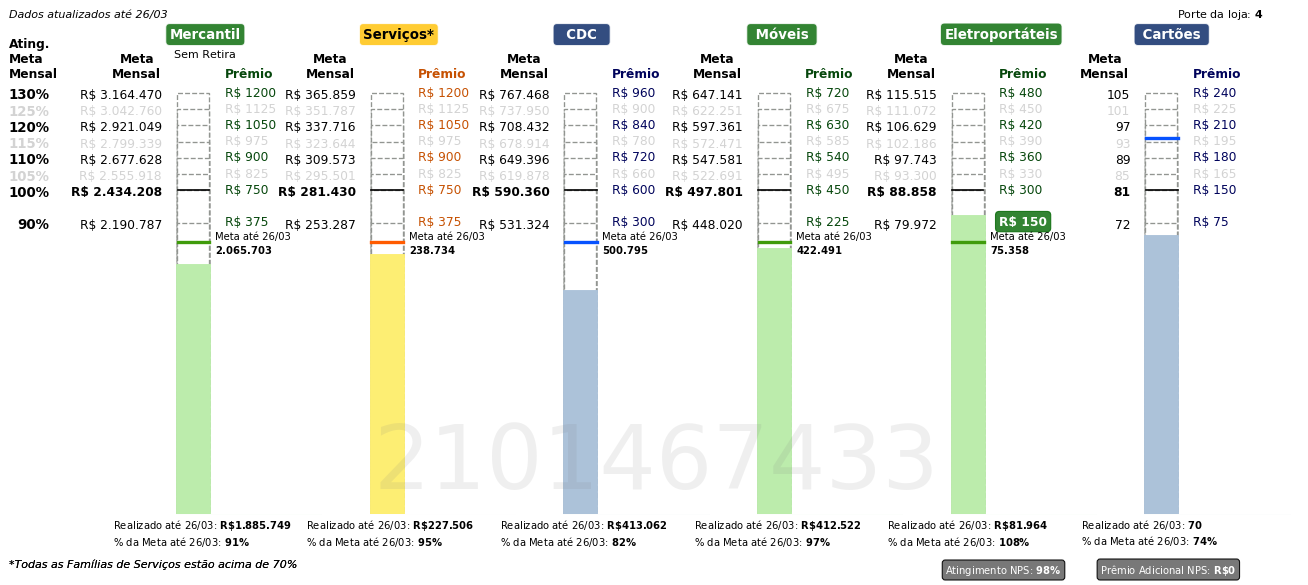 Dados atualizados até 26/03 Porte da loja: 4
Mercantil Serviços* CDC Móveis Eletroportáteis Cartões
Sem Retira
Ating. Meta Mensal Meta Mensal Prêmio Meta Mensal Prêmio Meta Mensal Prêmio Meta Mensal Prêmio Meta Mensal Prêmio Meta Mensal Prêmio
130% R$ 3.164.470 R$ 1200 R$ 365.859 R$ 1200 R$ 767.468 R$ 960 R$ 647.141 R$ 720 R$ 115.515 R$ 480 105 R$ 240
125% R$ 3.042.760 R$ 1125 R$ 351.787 R$ 1125 R$ 737.950 R$ 900 R$ 622.251 R$ 675 R$ 111.072 R$ 450 101 R$ 225
120% R$ 2.921.049 R$ 1050 R$ 337.716 R$ 1050 R$ 708.432 R$ 840 R$ 597.361 R$ 630 R$ 106.629 R$ 420 97 R$ 210
115% R$ 2.799.339 R$ 975 R$ 323.644 R$ 975 R$ 678.914 R$ 780 R$ 572.471 R$ 585 R$ 102.186 R$ 390 93 R$ 195
110% R$ 2.677.628 R$ 900 R$ 309.573 R$ 900 R$ 649.396 R$ 720 R$ 547.581 R$ 540 R$ 97.743 R$ 360 89 R$ 180
105% R$ 2.555.918 R$ 825 R$ 295.501 R$ 825 R$ 619.878 R$ 660 R$ 522.691 R$ 495 R$ 93.300 R$ 330 85 R$ 165
100% R$ 2.434.208 R$ 750 R$ 281.430 R$ 750 R$ 590.360 R$ 600 R$ 497.801 R$ 450 R$ 88.858 R$ 300 81 R$ 150
90% R$ 2.190.787 R$ 375 R$ 253.287 R$ 375 R$ 531.324 R$ 300 R$ 448.020 R$ 225 R$ 79.972 R$ 150 72 R$ 75
Meta até 26/03 Meta até 26/03 Meta até 26/03 Meta até 26/03 Meta até 26/03
2.065.703 238.734 500.795 422.491 75.358
2101467433
Realizado até 26/03: R$1.885.749 Realizado até 26/03: R$227.506 Realizado até 26/03: R$413.062 Realizado até 26/03: R$412.522 Realizado até 26/03: R$81.964 Realizado até 26/03: 70
% da Meta até 26/03: 91% % da Meta até 26/03: 95% % da Meta até 26/03: 82% % da Meta até 26/03: 97% % da Meta até 26/03: 108% % da Meta até 26/03: 74%
*Todas as Famílias de Serviços estão acima de 70% Atingimento NPS: 98% Prêmio Adicional NPS: R$0